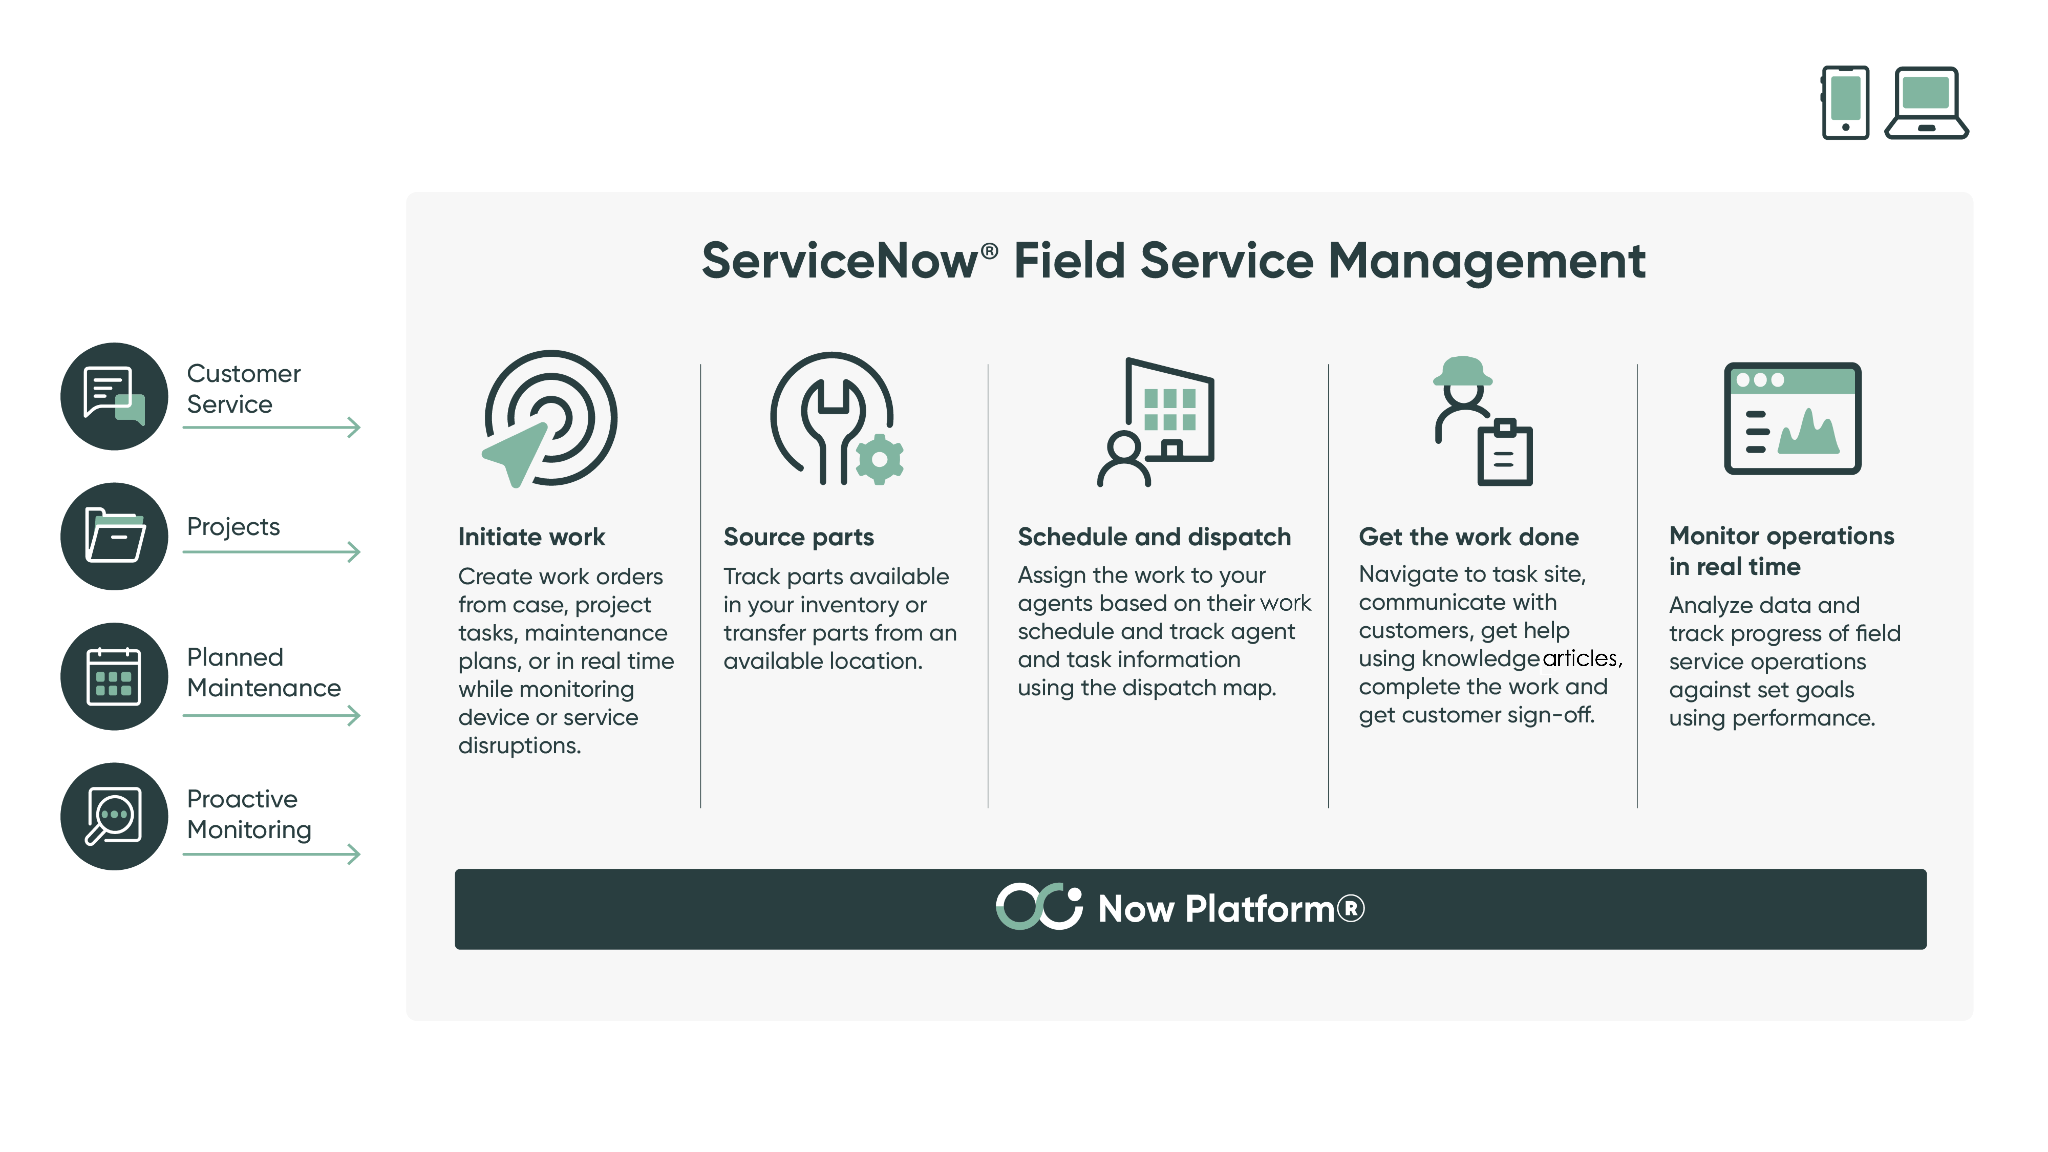 ServiceNow® Field Service Management
Customer
Service
Projects
Planned
Maintenance
Proactive
Monitoring
Initiate work
Create work orders
from case, project
tasks, maintenance
plans, or in real time
while monitoring
device or service
disruptions.
Source parts
Track parts available
in your inventory or
transfer parts from an
available location.
Schedule and dispatch
Assign the work to your
agents based on their work
schedule and track agent
and task information
using the dispatch map.
Get the work done
Navigate to task site,
communicate with
customers, get help
using knowledge articles,
complete the work and
get customer sign-off.
Monitor operations
in real time
Analyze data and
track progress of field
service operations
against set goals
using performance.
Now Platform®